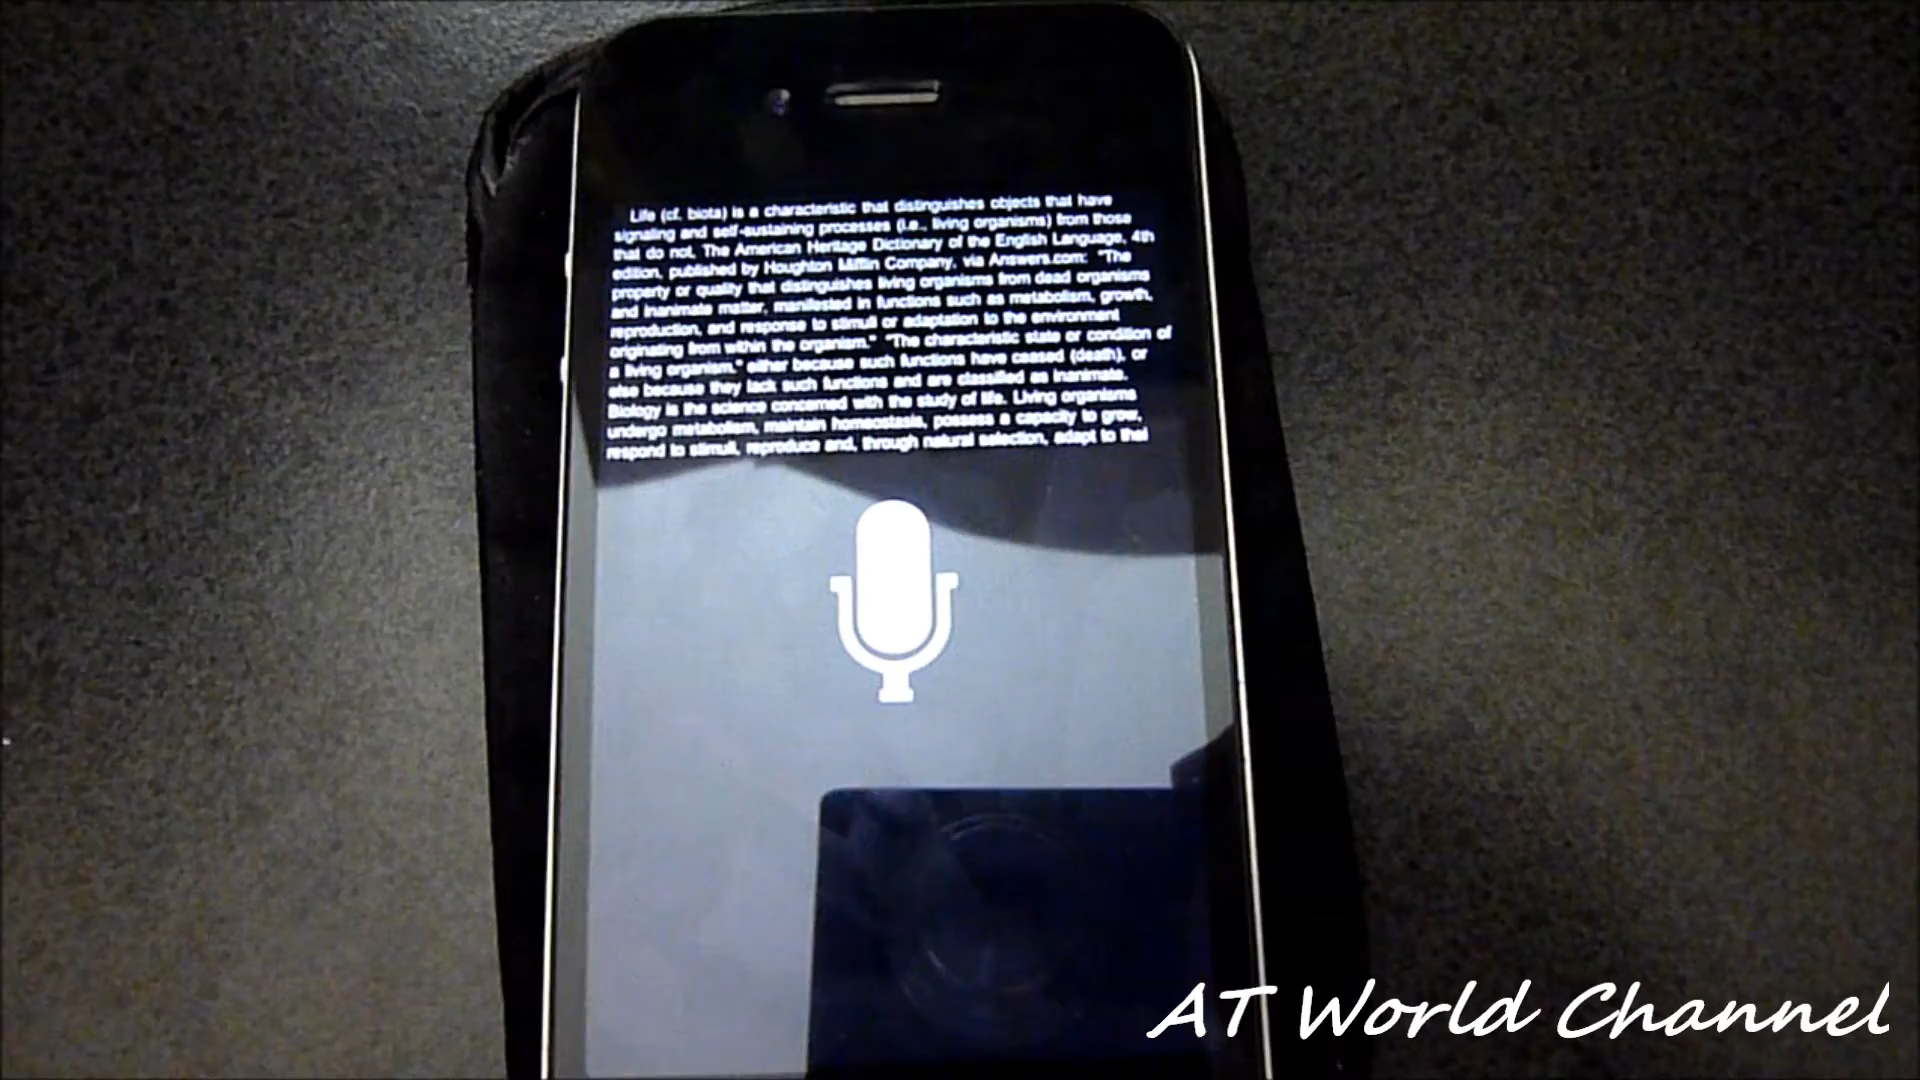 Life (cf. biota) is a characteristic that distinguishes objects that have
signaling and self-sustaining processes (i.e., living organisms) from those
that do not, The American Heritage Dictionary of the English Language, 4th
edition, published by Houghton Mifflin Company, via Answers.com: "The
property or quality that distinguishes living organisms from dead organisms
and inanimate matter, manifested in functions such as metabolism, growth,
reproduction, and response to stimuli or adaptation to the environment
originating from within the organism." "The characteristic state or condition of
a living organism." either because such functions have ceased (death), or
else because they lack such functions and are classified as inanimate.
Biology is the science concerned with the study of life. Living organisms
undergo metabolism, maintain homeostasis, possess a capacity to grow,
respond to stimuli, reproduce and, through natural selection, adapt to thei
AT World Channel